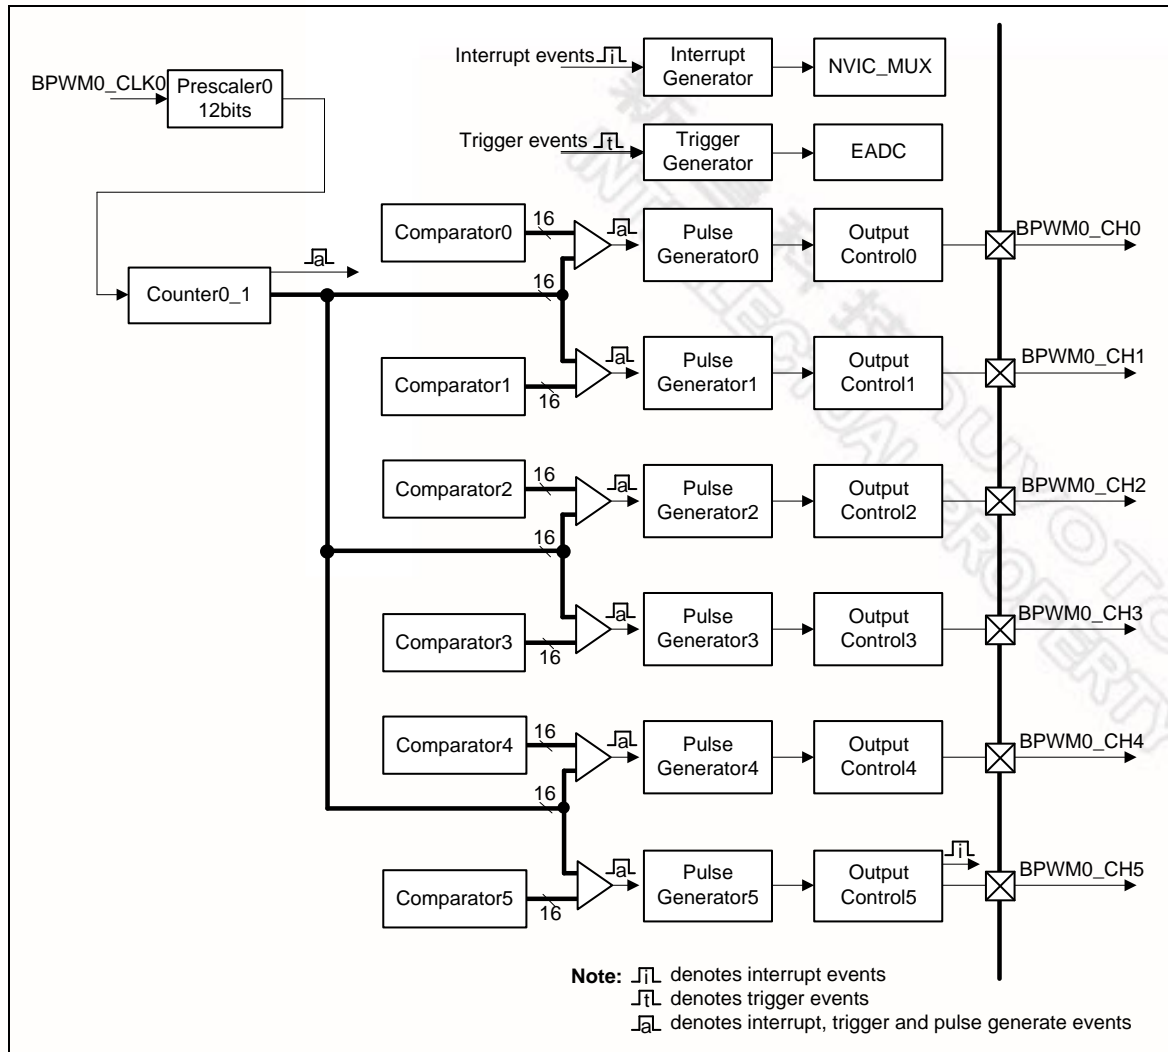 Interrupt events i
Interrupt
Generator
NVIC_MUX
BPWM0_CLK0
Prescaler0
12bits
Trigger events t
Trigger
Generator
EADC
Comparator0
16
a
Pulse
Generator0
Output
Control0
BPWM0_CH0
a
Counter0_1
16
Comparator1
16
a
Pulse
Generator1
Output
Control1
BPWM0_CH1
Comparator2
16
a
Pulse
Generator2
Output
Control2
BPWM0_CH2
16
Comparator3
16
a
Pulse
Generator3
Output
Control3
BPWM0_CH3
Comparator4
16
a
Pulse
Generator4
Output
Control4
BPWM0_CH4
16
Comparator5
16
a
Pulse
Generator5
Output
Control5
i
BPWM0_CH5
Note: i denotes interrupt events
t denotes trigger events
a denotes interrupt, trigger and pulse generate events